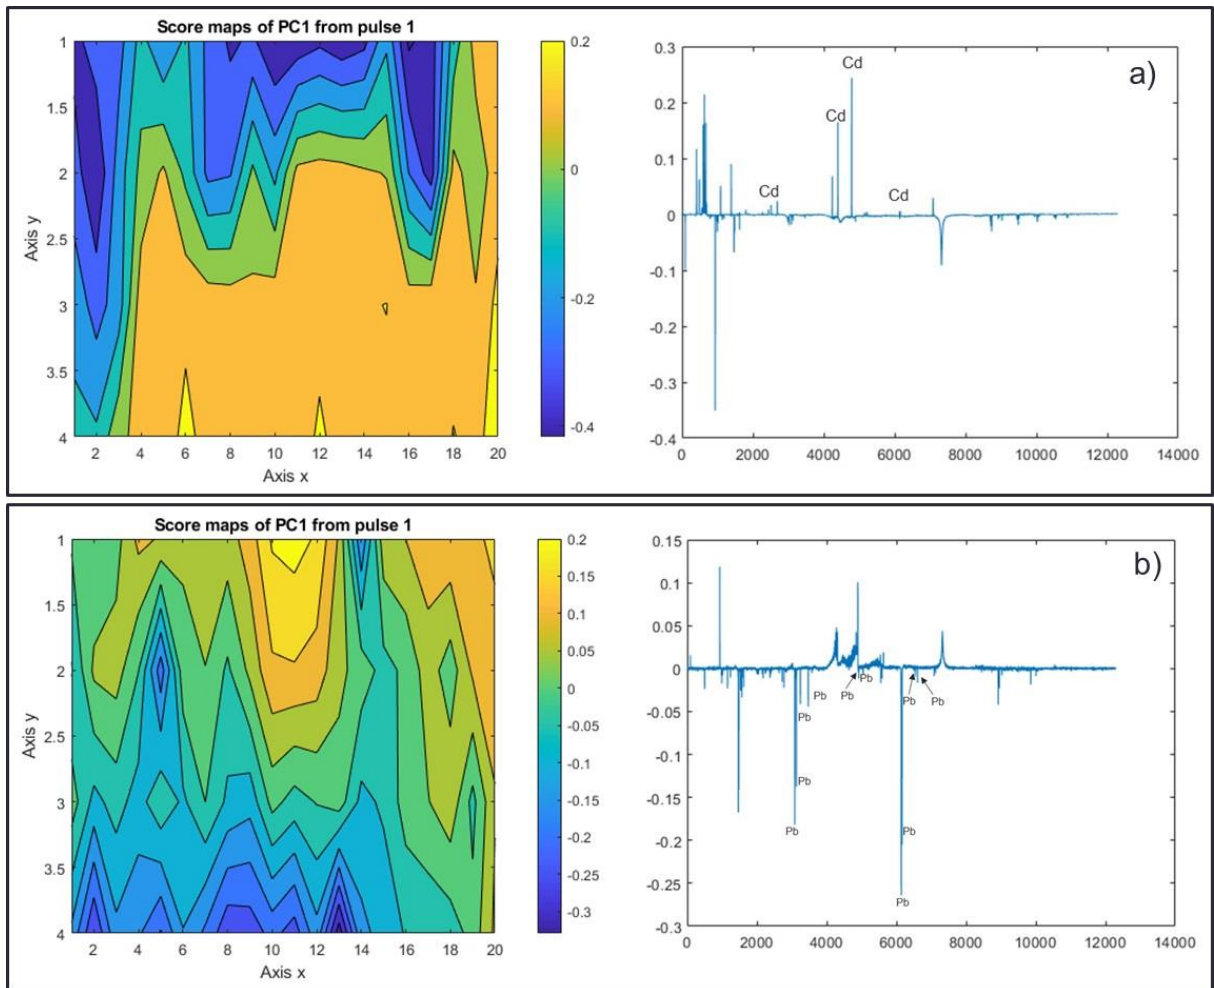 Score maps of PC1 from pulse 1
1
1.5
2
2.5
3
3.5
4
Axis y
2 4 6 8 10 12 14 16 18 20
Axis x
0.2
0
-0.2
-0.4
a)
0.3
0.2
0.1
0
-0.1
-0.2
-0.3
-0.4
Cd
Cd
Cd
Cd
0 2000 4000 6000 8000 10000 12000 14000
Score maps of PC1 from pulse 1
1
1.5
2
2.5
3
3.5
4
Axis y
2 4 6 8 10 12 14 16 18 20
Axis x
0.2
0.15
0.1
0.05
0
-0.05
-0.1
-0.15
-0.2
-0.25
-0.3
b)
0.15
0.1
0.05
0
-0.05
-0.1
-0.15
-0.2
-0.25
-0.3
Pb
Pb
Pb
Pb
Pb
Pb
Pb
Pb
Pb
Pb
0 2000 4000 6000 8000 10000 12000 14000